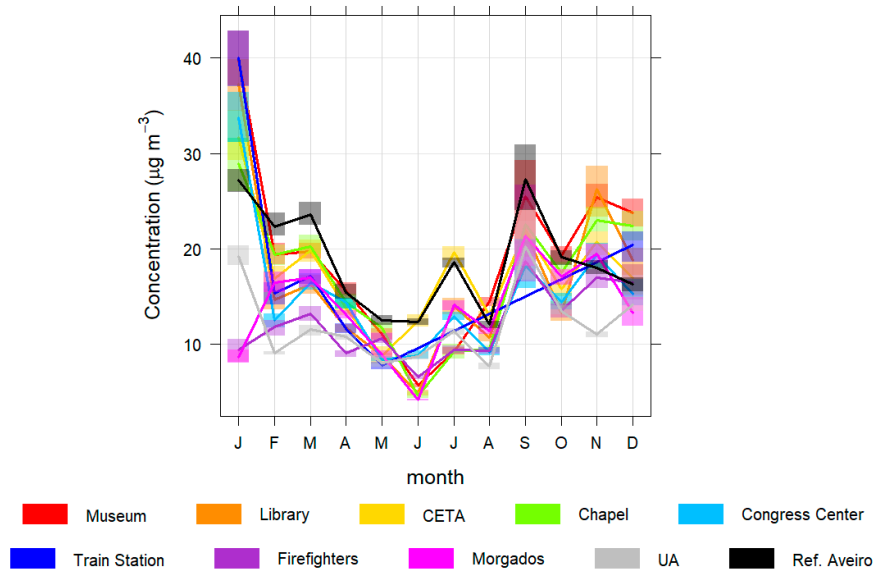 40
30
20
10
Concentration (µg m⁻³)
J F M A M J J A S O N D
month
Museum Library CETA Chapel Congress Center
Train Station Firefighters Morgados UA Ref. Aveiro